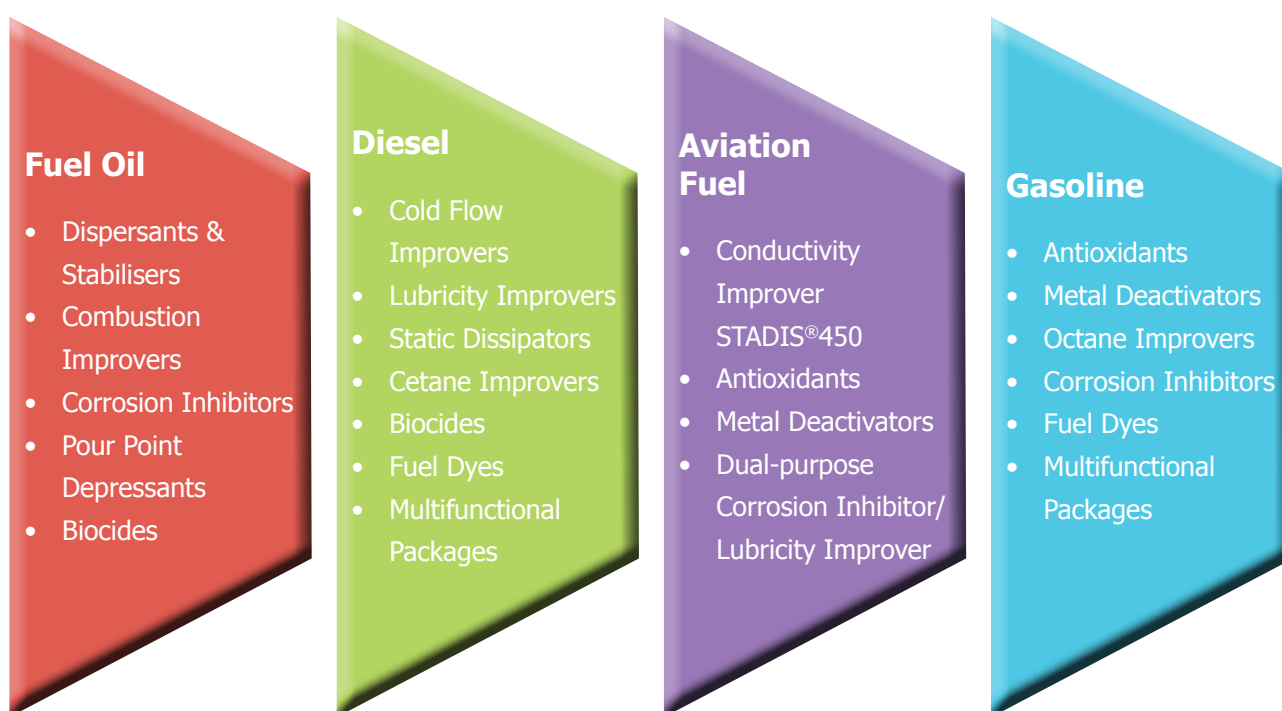 Fuel Oil
• Dispersants &
Stabilisers
• Combustion
Improvers
• Corrosion Inhibitors
• Pour Point
Depressants
• Biocides
Diesel
• Cold Flow
Improvers
• Lubricity Improvers
• Static Dissipators
• Cetane Improvers
• Biocides
• Fuel Dyes
• Multifunctional
Packages
Aviation
Fuel
• Conductivity
Improver
STADIS®450
• Antioxidants
• Metal Deactivators
• Dual-purpose
Corrosion Inhibitor/
Lubricity Improver
Gasoline
• Antioxidants
• Metal Deactivators
• Octane Improvers
• Corrosion Inhibitors
• Fuel Dyes
• Multifunctional
Packages